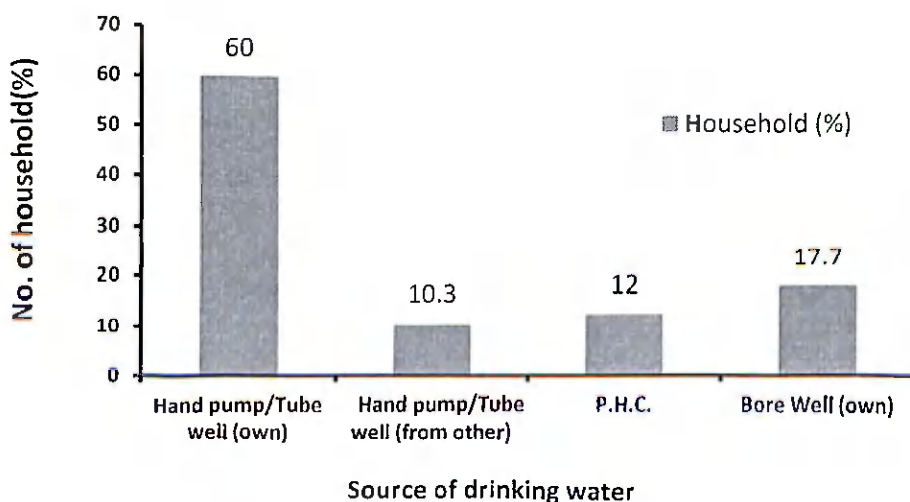 No. of household(%)
70
60
50
40
30
20
10
0
60
10.3
12
17.7
Household (%)
Hand pump/Tube
well (own)
Hand pump/Tube
well (from other)
P.H.C.
Bore Well (own)
Source of drinking water